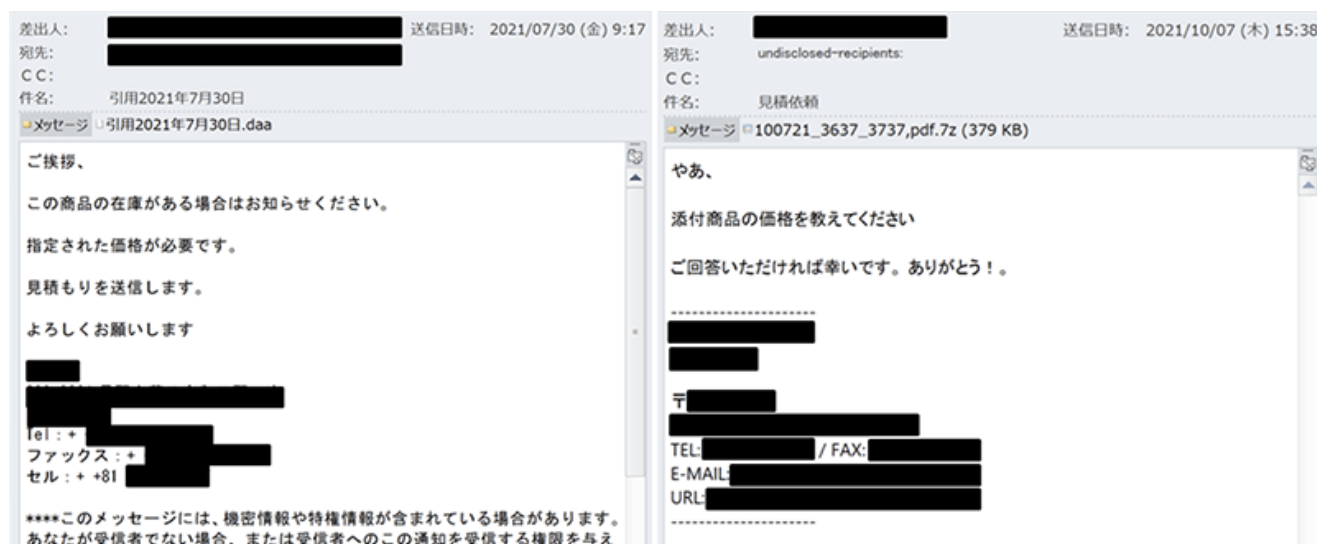 差出人:
送信日時: 2021/07/30 (金) 9:17
宛先:
CC:
件名: 引用2021年7月30日
メッセージ 引用2021年7月30日.daa
ご挨拶、
この商品の在庫がある場合はお知らせください。
指定された価格が必要です。
見積もりを送信します。
よろしくお願いします
Tel : +
ファックス : +
セル : + +81
****このメッセージには、機密情報や特権情報が含まれている場合があります。
あなたが受信者でない場合、または受信者へのこの通知を受信する権限を与え
差出人:
送信日時: 2021/10/07 (木) 15:38
宛先: undisclosed-recipients:
CC:
件名: 見積依頼
メッセージ 100721_3637_3737,pdf.7z (379 KB)
やあ、
添付商品の価格を教えてください
ご回答いただければ幸いです。ありがとう！。
---------------------
〒
TEL: / FAX:
E-MAIL:
URL:
---------------------